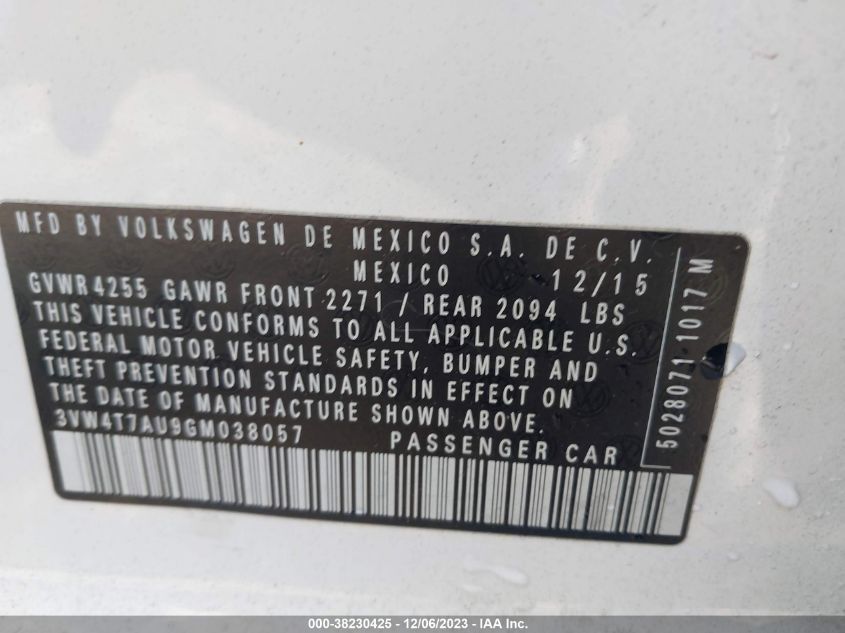 MFD BY VOLKSWAGEN DE MEXICO S.A. DE C.V.
MEXICO 12/15
GVWR 4255 GAWR FRONT 2271 / REAR 2094 LBS
THIS VEHICLE CONFORMS TO ALL APPLICABLE U.S.
FEDERAL MOTOR VEHICLE SAFETY, BUMPER AND
THEFT PREVENTION STANDARDS IN EFFECT ON
THE DATE OF MANUFACTURE SHOWN ABOVE.
3VW4T7AU9GM038057 PASSENGER CAR
5028071 1017 M
000-38230425 - 12/06/2023 - IAA Inc.